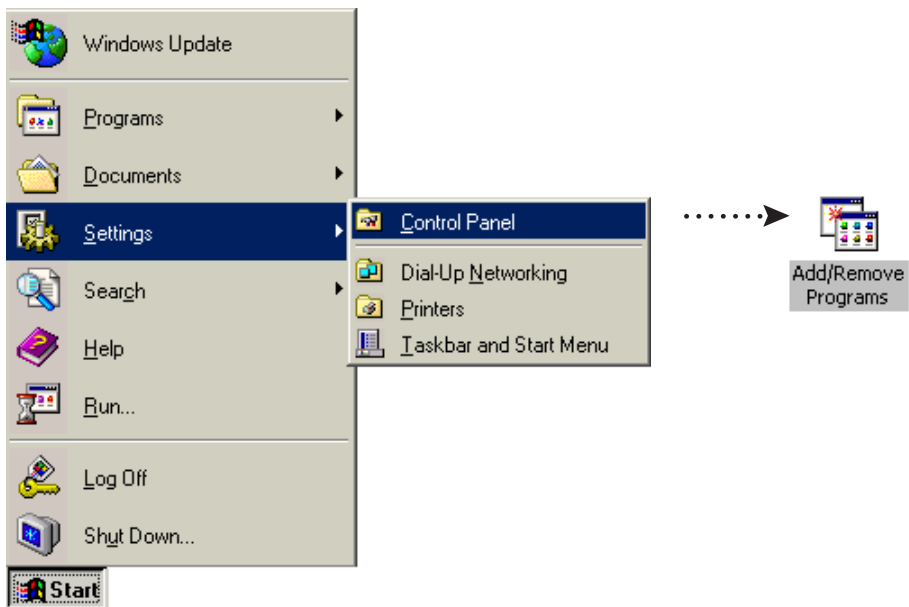 Windows Update
Programs
Documents
Settings
Search
Help
Run...
Log Off
Shut Down...
Start
Control Panel
Dial-Up Networking
Printers
Taskbar and Start Menu
Add/Remove
Programs